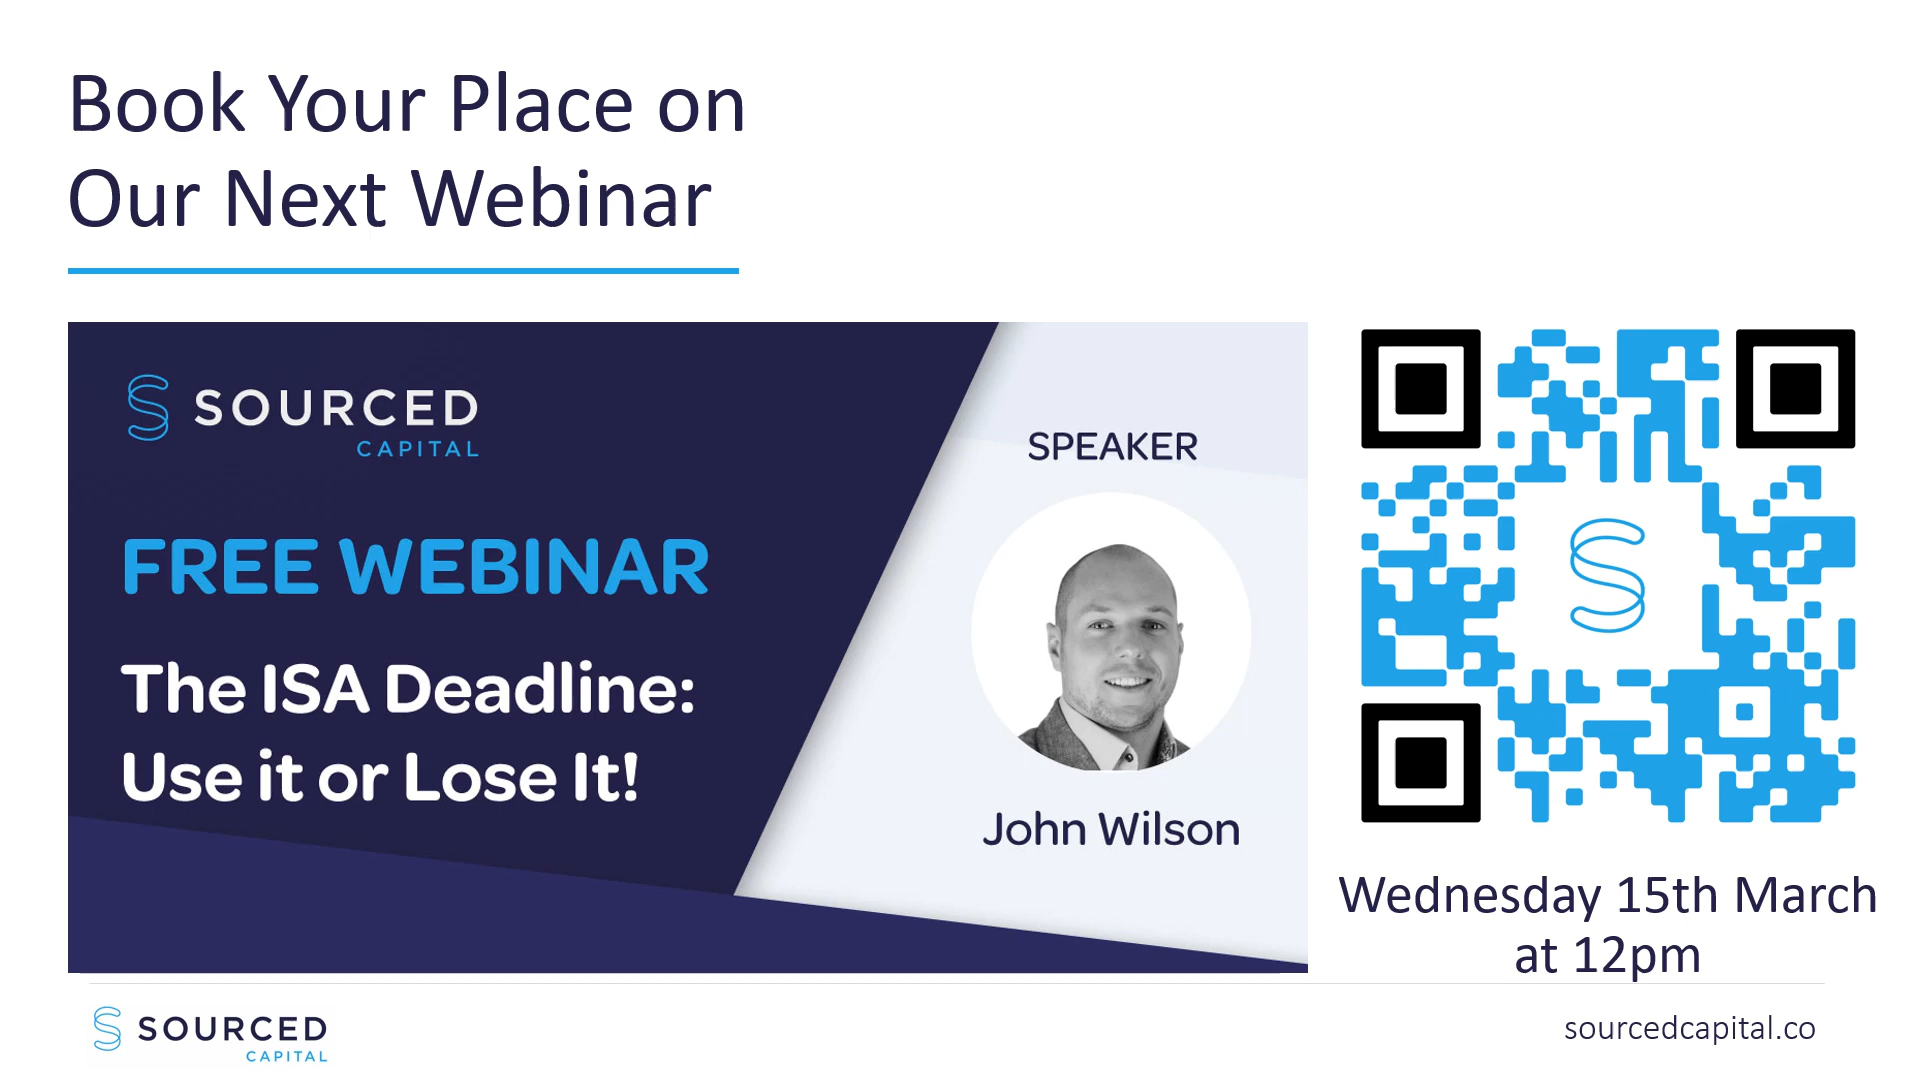 Book Your Place on
Our Next Webinar
SOURCED
CAPITAL
FREE WEBINAR
The ISA Deadline:
Use it or Lose It!
SPEAKER
John Wilson
Wednesday 15th March
at 12pm
SOURCED
CAPITAL
sourcedcapital.co